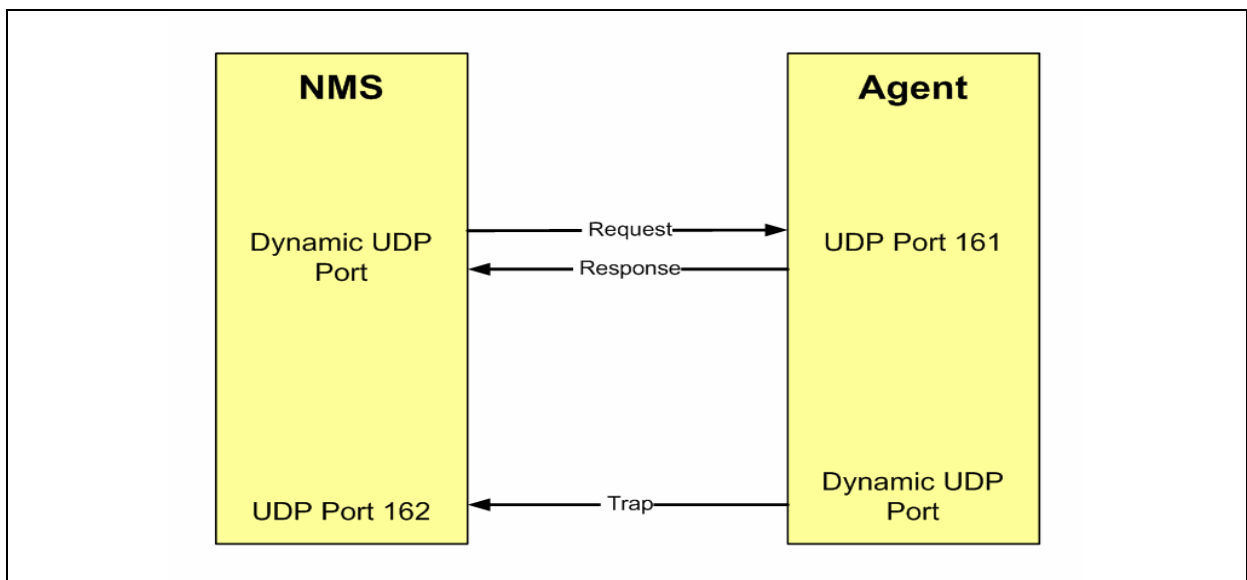 NMS
Agent
Dynamic UDP
Port
Request
UDP Port 161
Response
UDP Port 162
Trap
Dynamic UDP
Port